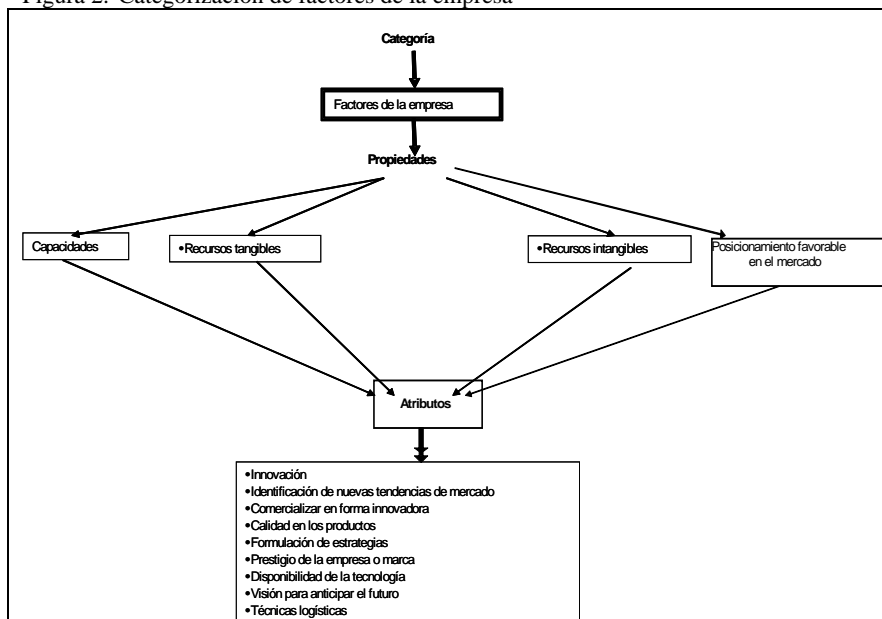 Figura 2. Categorización de factores de la empresa
Categoría
Factores de la empresa
Propiedades
Capacidades
•Recursos tangibles
•Recursos intangibles
Posicionamiento favorable
en el mercado
Atributos
•Innovación
•Identificación de nuevas tendencias de mercado
•Comercializar en forma innovadora
•Calidad en los productos
•Formulación de estrategias
•Prestigio de la empresa o marca
•Disponibilidad de la tecnología
•Visión para anticipar el futuro
•Técnicas logísticas